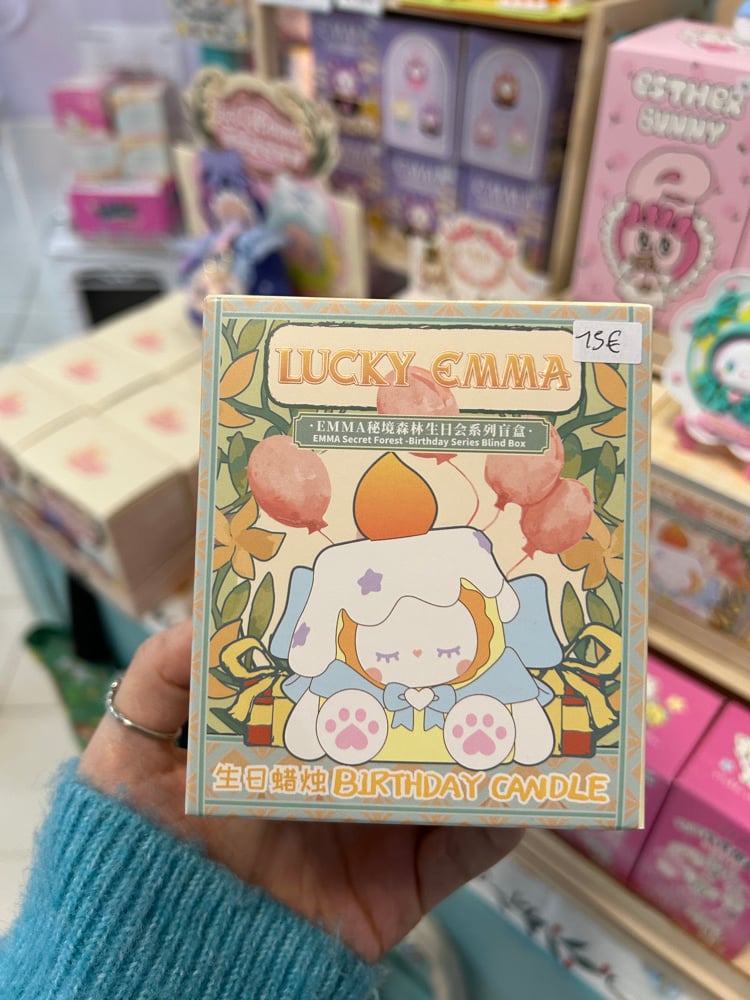 ESTHER
BUNNY
LUCKY EMMA
15€
·EMMA秘境森林生日会系列盲盒·
EMMA Secret Forest -Birthday Series Blind Box
生日蜡烛 BIRTHDAY CANDLE